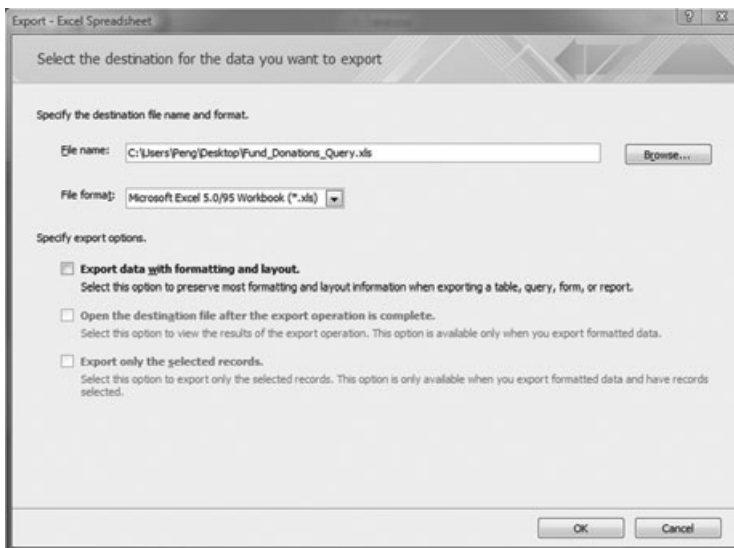 Export - Excel Spreadsheet
Select the destination for the data you want to export
Specify the destination file name and format.
File name: C:\Users\Peng\Desktop\Fund_Donations_Query.xls Browse...
File format: Microsoft Excel 5.0/95 Workbook (*.xls)
Specify export options.
Export data with formatting and layout.
Select this option to preserve most formatting and layout information when exporting a table, query, form, or report.
Open the destination file after the export operation is complete.
Select this option to view the results of the export operation. This option is available only when you export formatted data.
Export only the selected records.
Select this option to export only the selected records. This option is only available when you export formatted data and have records
selected.
OK Cancel